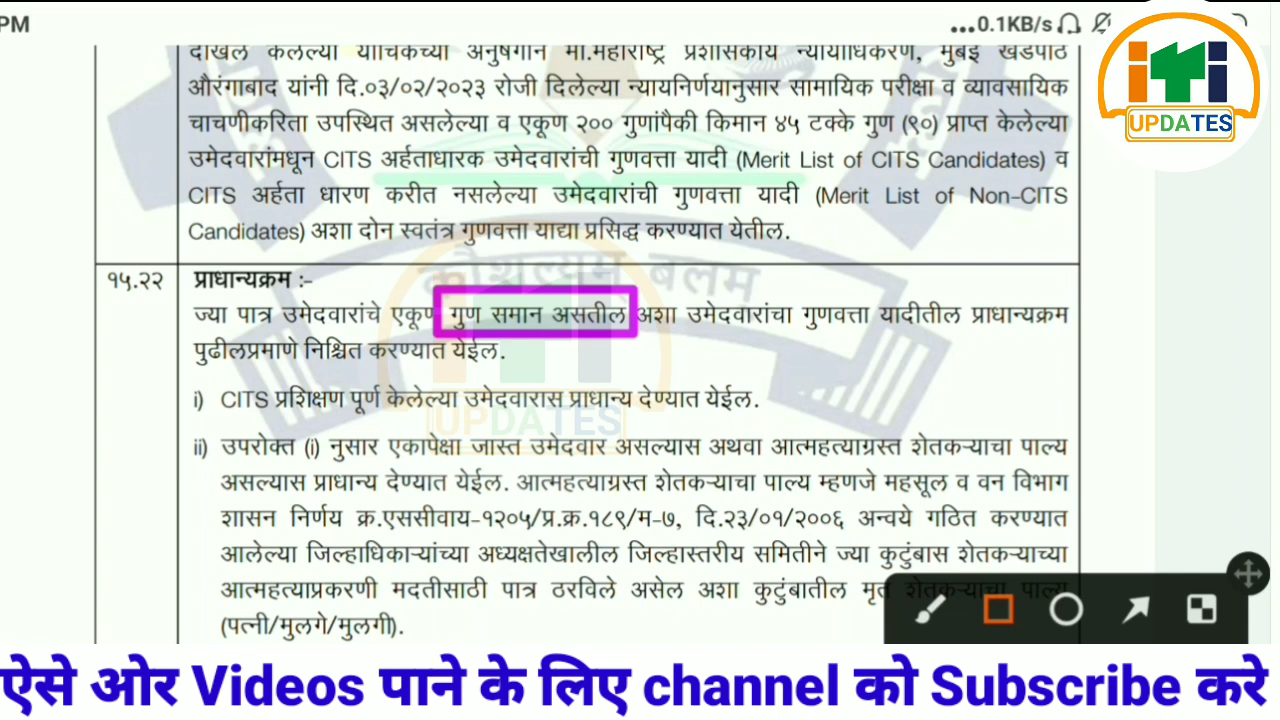 PM
...0.1KB/s
दाखल केलेल्या याचिकेच्या अनुषंगाने मा.महाराष्ट्र प्रशासकीय न्यायाधिकरण, मुंबई खंडपीठ
औरंगाबाद यांनी दि.०३/०२/२०२३ रोजी दिलेल्या न्यायनिर्णयानुसार सामायिक परीक्षा व व्यावसायिक
चाचणीकरिता उपस्थित असलेल्या व एकूण २०० गुणांपैकी किमान ४५ टक्के गुण (९०) प्राप्त केलेल्या
उमेदवारांमधून CITS अर्हताधारक उमेदवारांची गुणवत्ता यादी (Merit List of CITS Candidates) व
CITS अर्हता धारण करीत नसलेल्या उमेदवारांची गुणवत्ता यादी (Merit List of Non-CITS
Candidates) अशा दोन स्वतंत्र गुणवत्ता याद्या प्रसिद्ध करण्यात येतील.
iTi
UPDATES
कौशल्यम् बलम्
१५.२२ प्राधान्यक्रम :-
ज्या पात्र उमेदवारांचे एकूण गुण समान असतील अशा उमेदवारांचा गुणवत्ता यादीतील प्राधान्यक्रम
पुढीलप्रमाणे निश्चित करण्यात येईल.
i) CITS प्रशिक्षण पूर्ण केलेल्या उमेदवारास प्राधान्य देण्यात येईल.
UPDATES
ii) उपरोक्त (i) नुसार एकापेक्षा जास्त उमेदवार असल्यास अथवा आत्महत्याग्रस्त शेतकऱ्याचा पाल्य
असल्यास प्राधान्य देण्यात येईल. आत्महत्याग्रस्त शेतकऱ्याचा पाल्य म्हणजे महसूल व वन विभाग
शासन निर्णय क्र.एससीवाय-१२०५/प्र.क्र.१८९/म-७, दि.२३/०१/२००६ अन्वये गठित करण्यात
आलेल्या जिल्हाधिकाऱ्यांच्या अध्यक्षतेखालील जिल्हास्तरीय समितीने ज्या कुटुंबास शेतकऱ्याच्या
आत्महत्याप्रकरणी मदतीसाठी पात्र ठरविले असेल अशा कुटुंबातील मृत शेतकऱ्याचा पाल्य
(पत्नी/मुलगे/मुलगी).
ऐसे ओर Videos पाने के लिए channel को Subscribe करे